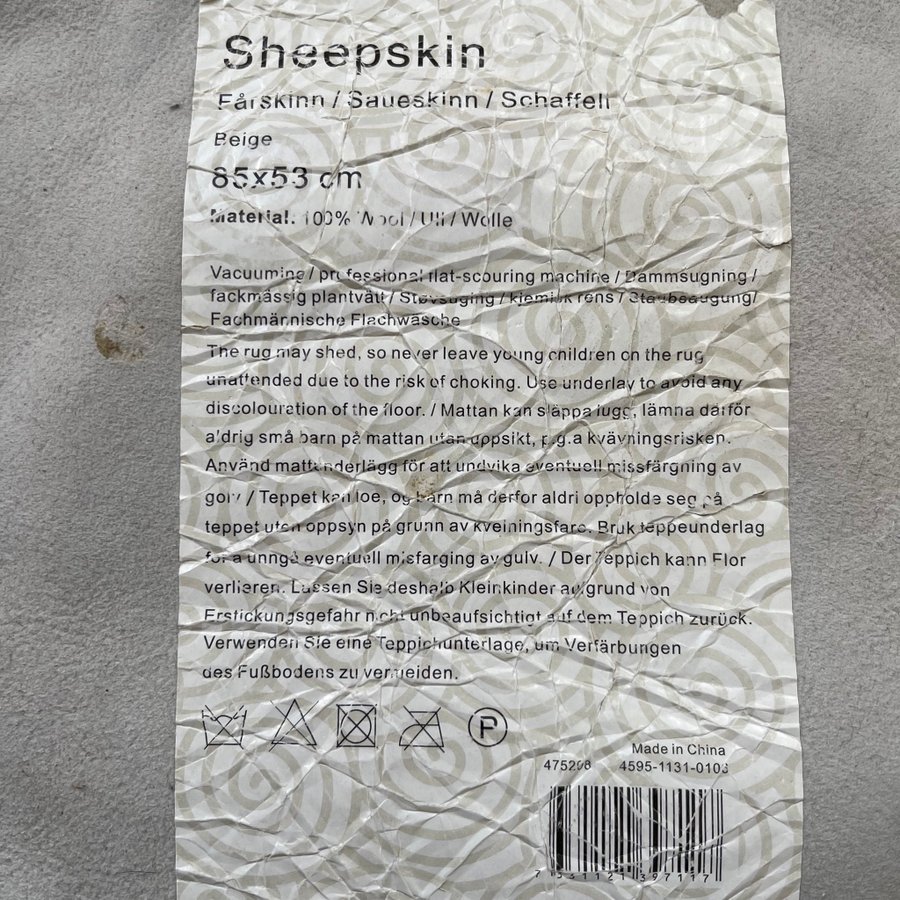 Sheepskin
Fårskinn / Saueskinn / Schaffell
Beige
85x53 cm
Material: 100% Wool / Ull / Wolle
Vacuuming / professional flat-scouring machine / Dammsugning /
fackmässig plantvätt / Støvsuging / kjemisk rens / Staubsaugung/
Fachmännische Flachwäsche
The rug may shed, so never leave young children on the rug
unattended due to the risk of choking. Use underlay to avoid any
discolouration of the floor. / Mattan kan släppa lugg, lämna därför
aldrig små barn på mattan utan uppsikt, p.g.a kvävningsrisken.
Använd mattunderlägg för att undvika eventuell missfärgning av
golv / Teppet kan loe, og barn må derfor aldri oppholde seg på
teppet uten oppsyn på grunn av kvelningsfare. Bruk teppeunderlag
for å unngå eventuell misfarging av gulv. / Der Teppich kann Flor
verlieren. Lassen Sie deshalb Kleinkinder aufgrund von
Erstickungsgefahr nicht unbeaufsichtigt auf dem Teppich zurück.
Verwenden Sie eine Teppichunterlage, um Verfärbungen
des Fußbodens zu vermeiden.
P
Made in China
475298 4595-1131-0103